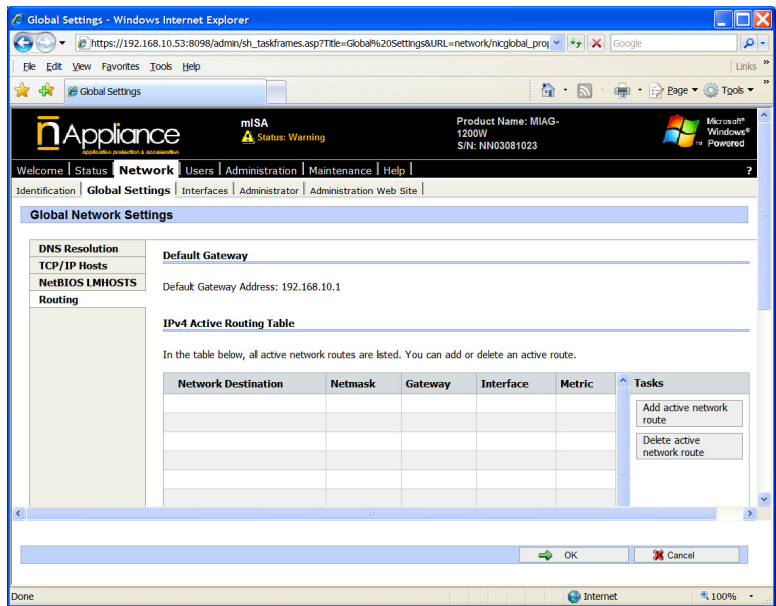 Global Settings - Windows Internet Explorer
https://192.168.10.53:8098/admin/sh_taskframes.asp?Title=Global%20Settings&URL=network/nicglobal_prop
Google
File Edit View Favorites Tools Help
Links »
Global Settings
Page Tools »
nAppliance
application protection & acceleration
mISA
Status: Warning
Product Name: MIAG-
1200W
S/N: NN03081023
Microsoft®
Windows®
™ Powered
Welcome | Status | Network | Users | Administration | Maintenance | Help | ?
Identification | Global Settings | Interfaces | Administrator | Administration Web Site |
Global Network Settings
DNS Resolution
TCP/IP Hosts
NetBIOS LMHOSTS
Routing
Default Gateway
Default Gateway Address: 192.168.10.1
IPv4 Active Routing Table
In the table below, all active network routes are listed. You can add or delete an active route.
Network Destination Netmask Gateway Interface Metric Tasks
Add active network
route
Delete active
network route
OK Cancel
Done Internet 100%